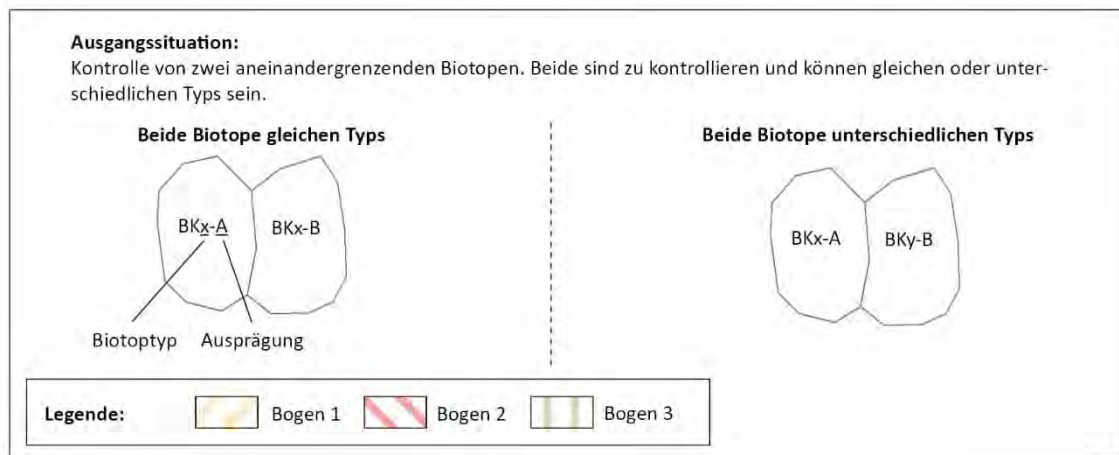 Ausgangssituation:
Kontrolle von zwei aneinandergrenzenden Biotopen. Beide sind zu kontrollieren und können gleichen oder unter-
schiedlichen Typs sein.
Beide Biotope gleichen Typs
Beide Biotope unterschiedlichen Typs
BKx-A
BKx-B
BKx-A
BKy-B
Biotoptyp
Ausprägung
Legende:
Bogen 1
Bogen 2
Bogen 3